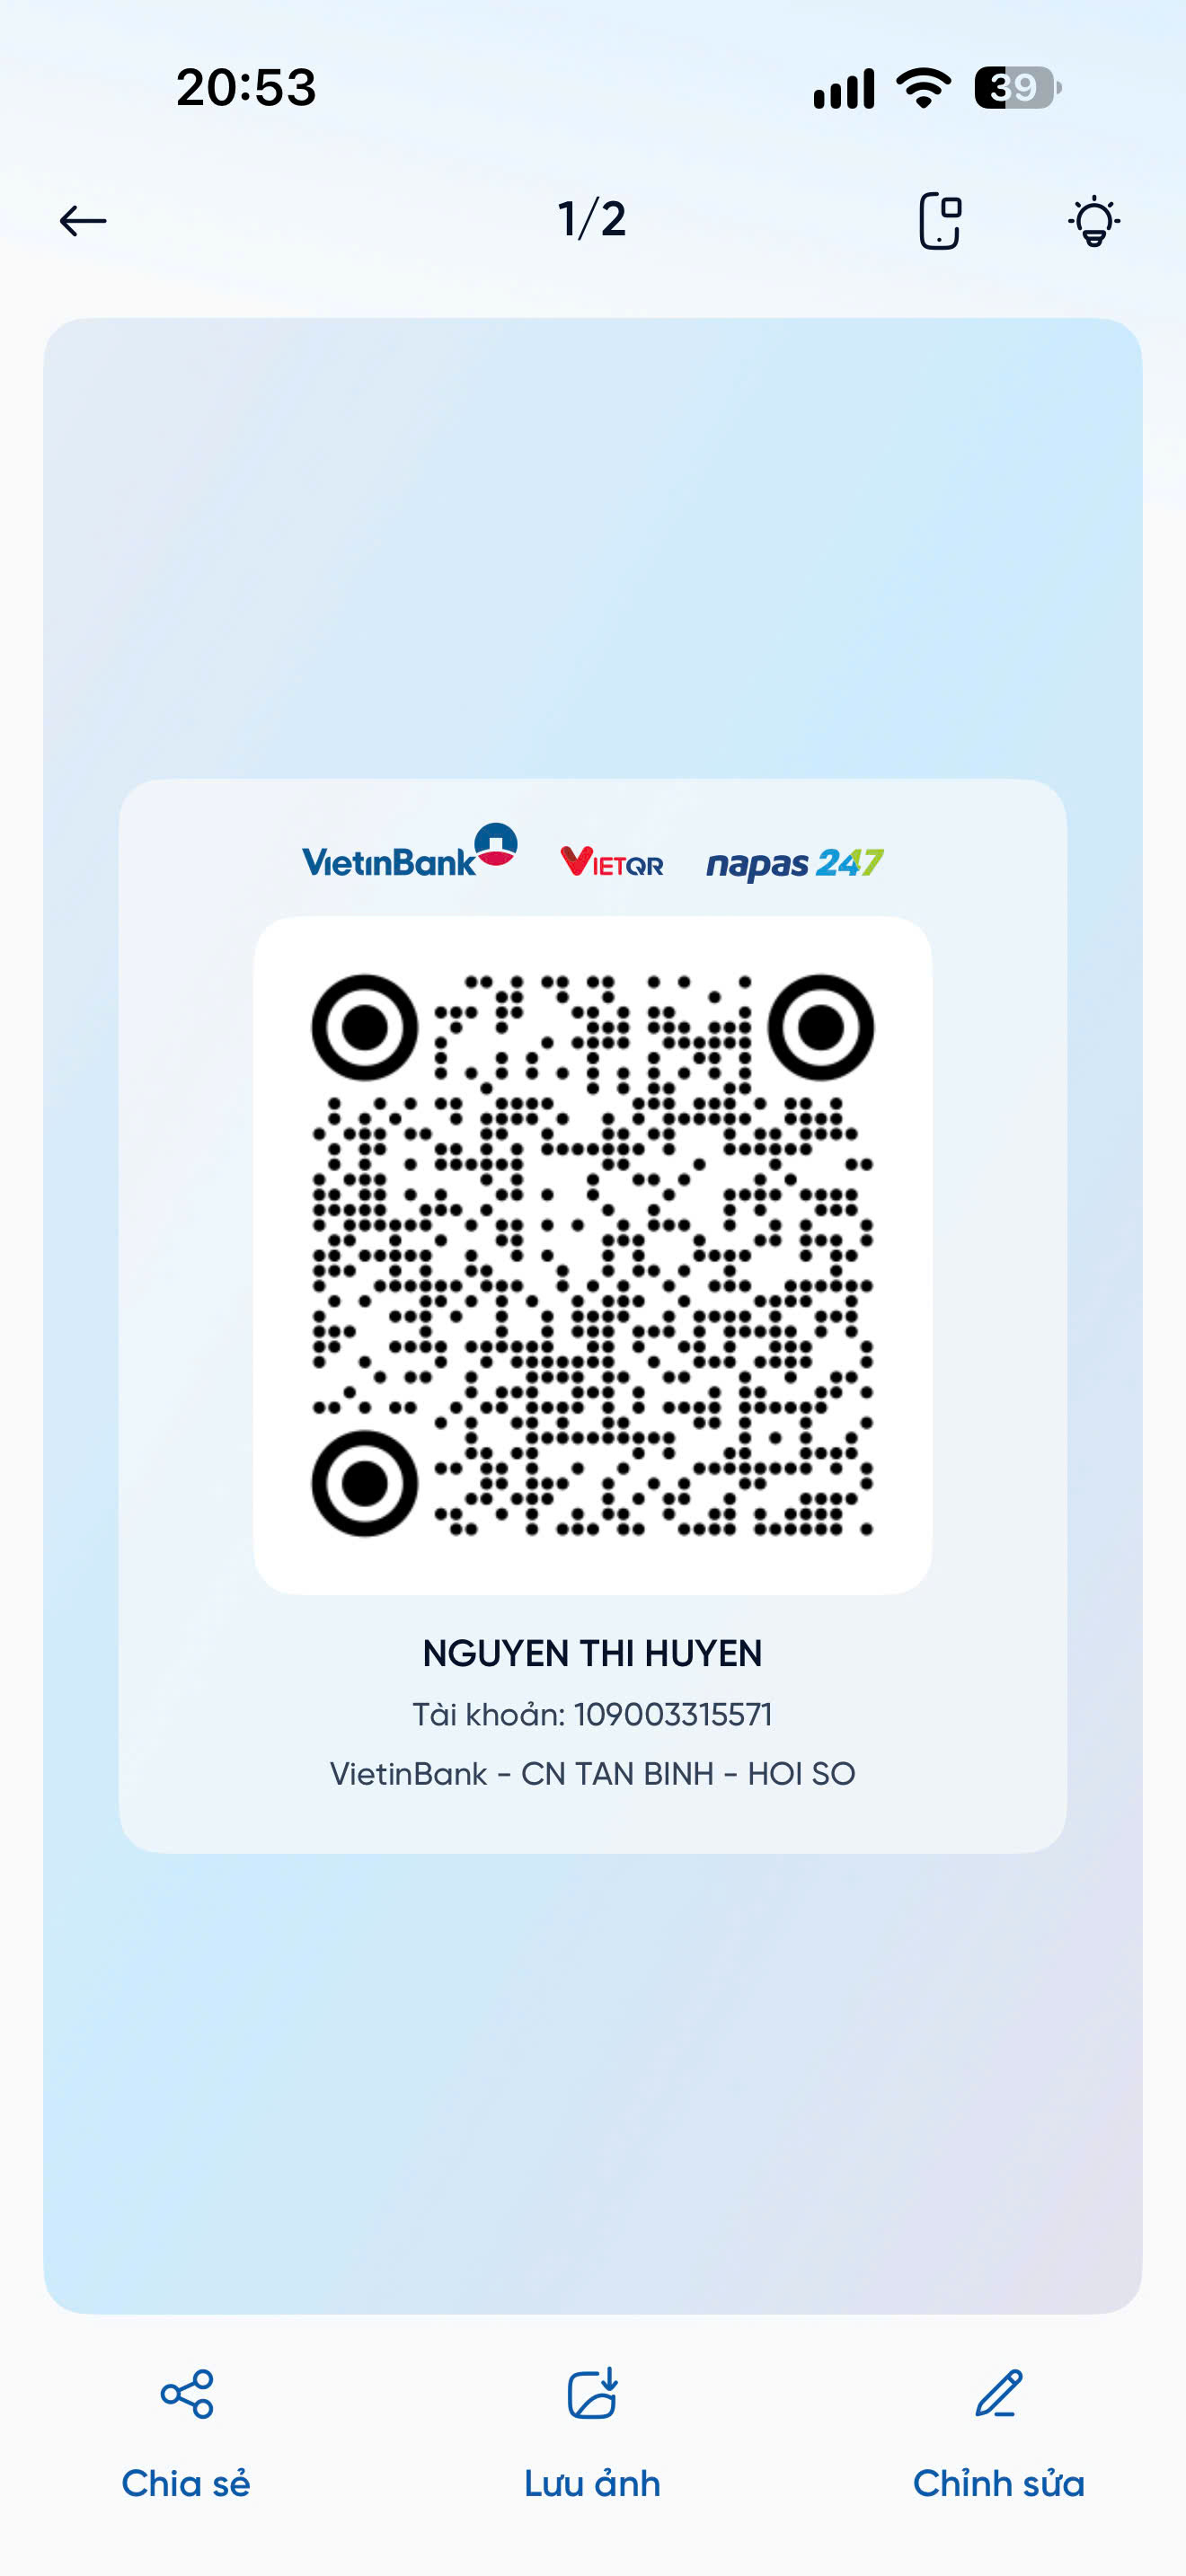 20:53
39
1/2
VietinBank VIETQR napas 247
NGUYEN THI HUYEN
Tài khoản: 109003315571
VietinBank - CN TAN BINH - HOI SO
Chia sẻ
Lưu ảnh
Chỉnh sửa